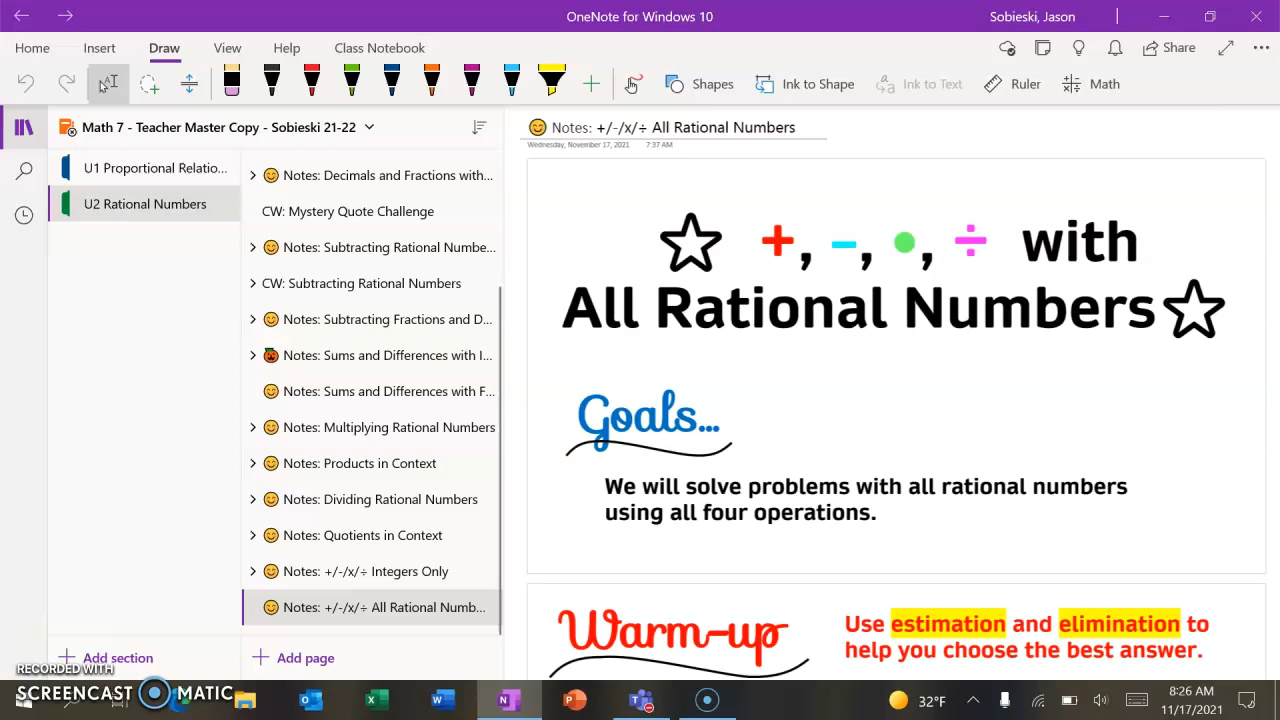 OneNote for Windows 10
Sobieski, Jason
Home Insert Draw View Help Class Notebook
Share
Shapes Ink to Shape Ink to Text Ruler Math
Math 7 - Teacher Master Copy - Sobieski 21-22
U1 Proportional Relatio...
U2 Rational Numbers
Notes: Decimals and Fractions with...
CW: Mystery Quote Challenge
Notes: Subtracting Rational Numbe...
CW: Subtracting Rational Numbers
Notes: Subtracting Fractions and D...
Notes: Sums and Differences with I...
Notes: Sums and Differences with F...
Notes: Multiplying Rational Numbers
Notes: Products in Context
Notes: Dividing Rational Numbers
Notes: Quotients in Context
Notes: +/-/x/÷ Integers Only
Notes: +/-/x/÷ All Rational Numb...
Add section
Add page
Notes: +/-/x/÷ All Rational Numbers
Wednesday, November 17, 2021 7:37 AM
+, -, •, ÷ with
All Rational Numbers
Goals...
We will solve problems with all rational numbers
using all four operations.
Warm-up
Use estimation and elimination to
help you choose the best answer.
RECORDED WITH
SCREENCAST MATIC
32°F
8:26 AM
11/17/2021